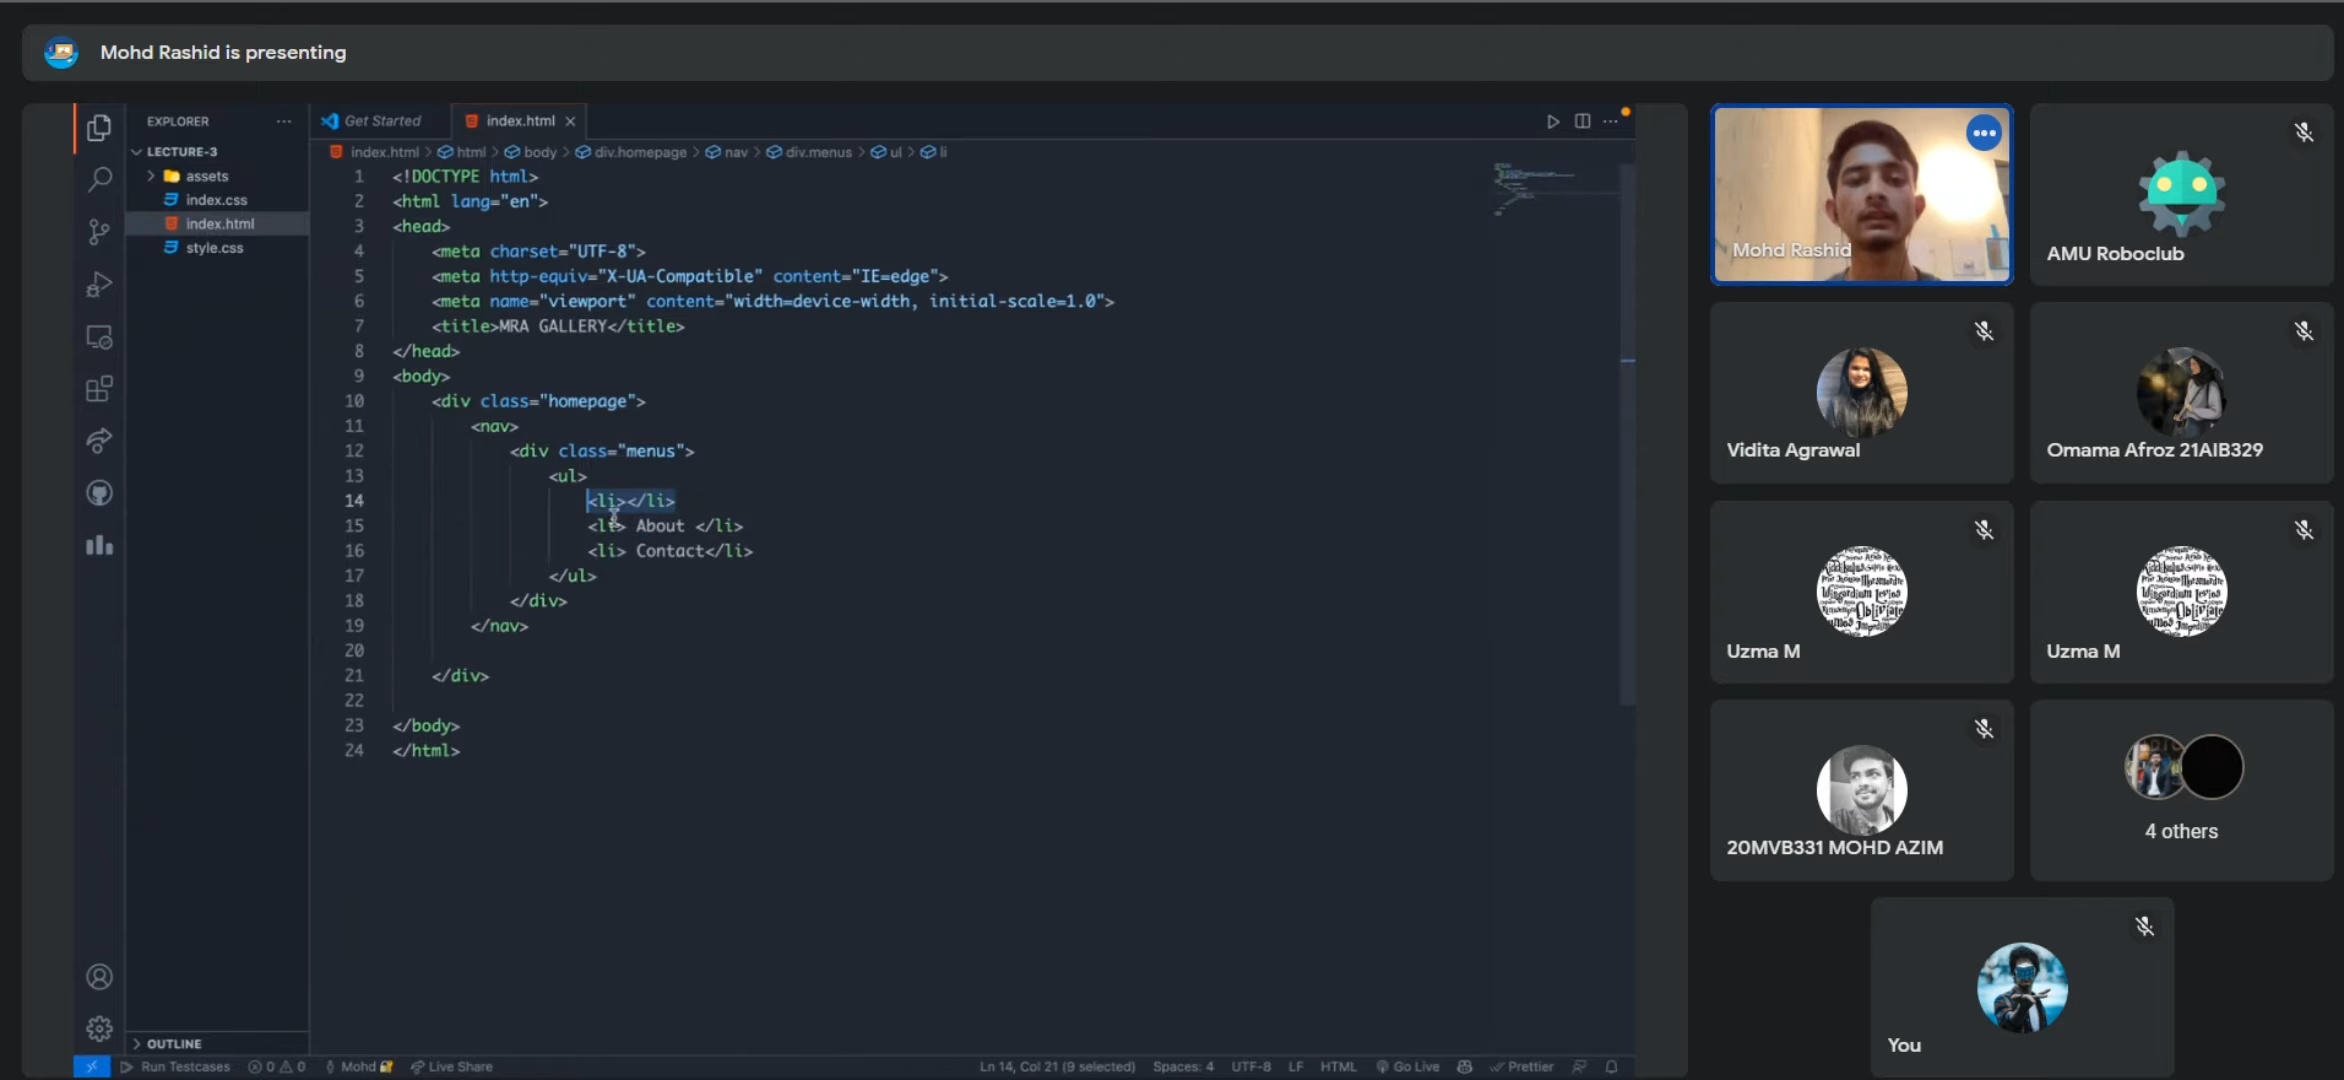 Mohd Rashid is presenting
EXPLORER
LECTURE-3
assets
index.css
index.html
style.css
OUTLINE
Get Started
index.html
index.html > html > body > div.homepage > nav > div.menus > ul > li
1 <!DOCTYPE html>
2 <html lang="en">
3 <head>
4 <meta charset="UTF-8">
5 <meta http-equiv="X-UA-Compatible" content="IE=edge">
6 <meta name="viewport" content="width=device-width, initial-scale=1.0">
7 <title>MRA GALLERY</title>
8 </head>
9 <body>
10 <div class="homepage">
11 <nav>
12 <div class="menus">
13 <ul>
14 <li></li>
15 <li> About </li>
16 <li> Contact</li>
17 </ul>
18 </div>
19 </nav>
20
21 </div>
22
23 </body>
24 </html>
Run Testcases 0 0 Mohd Live Share Ln 14, Col 21 (9 selected) Spaces: 4 UTF-8 LF HTML Go Live Prettier
Mohd Rashid
AMU Roboclub
Vidita Agrawal
Omama Afroz 21AIB329
Uzma M
Uzma M
20MVB331 MOHD AZIM
4 others
You